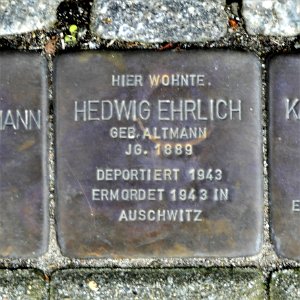 HIER WOHNTE
HEDWIG EHRLICH
GEB. ALTMANN
JG. 1889
DEPORTIERT 1943
ERMORDET 1943 IN
AUSCHWITZ